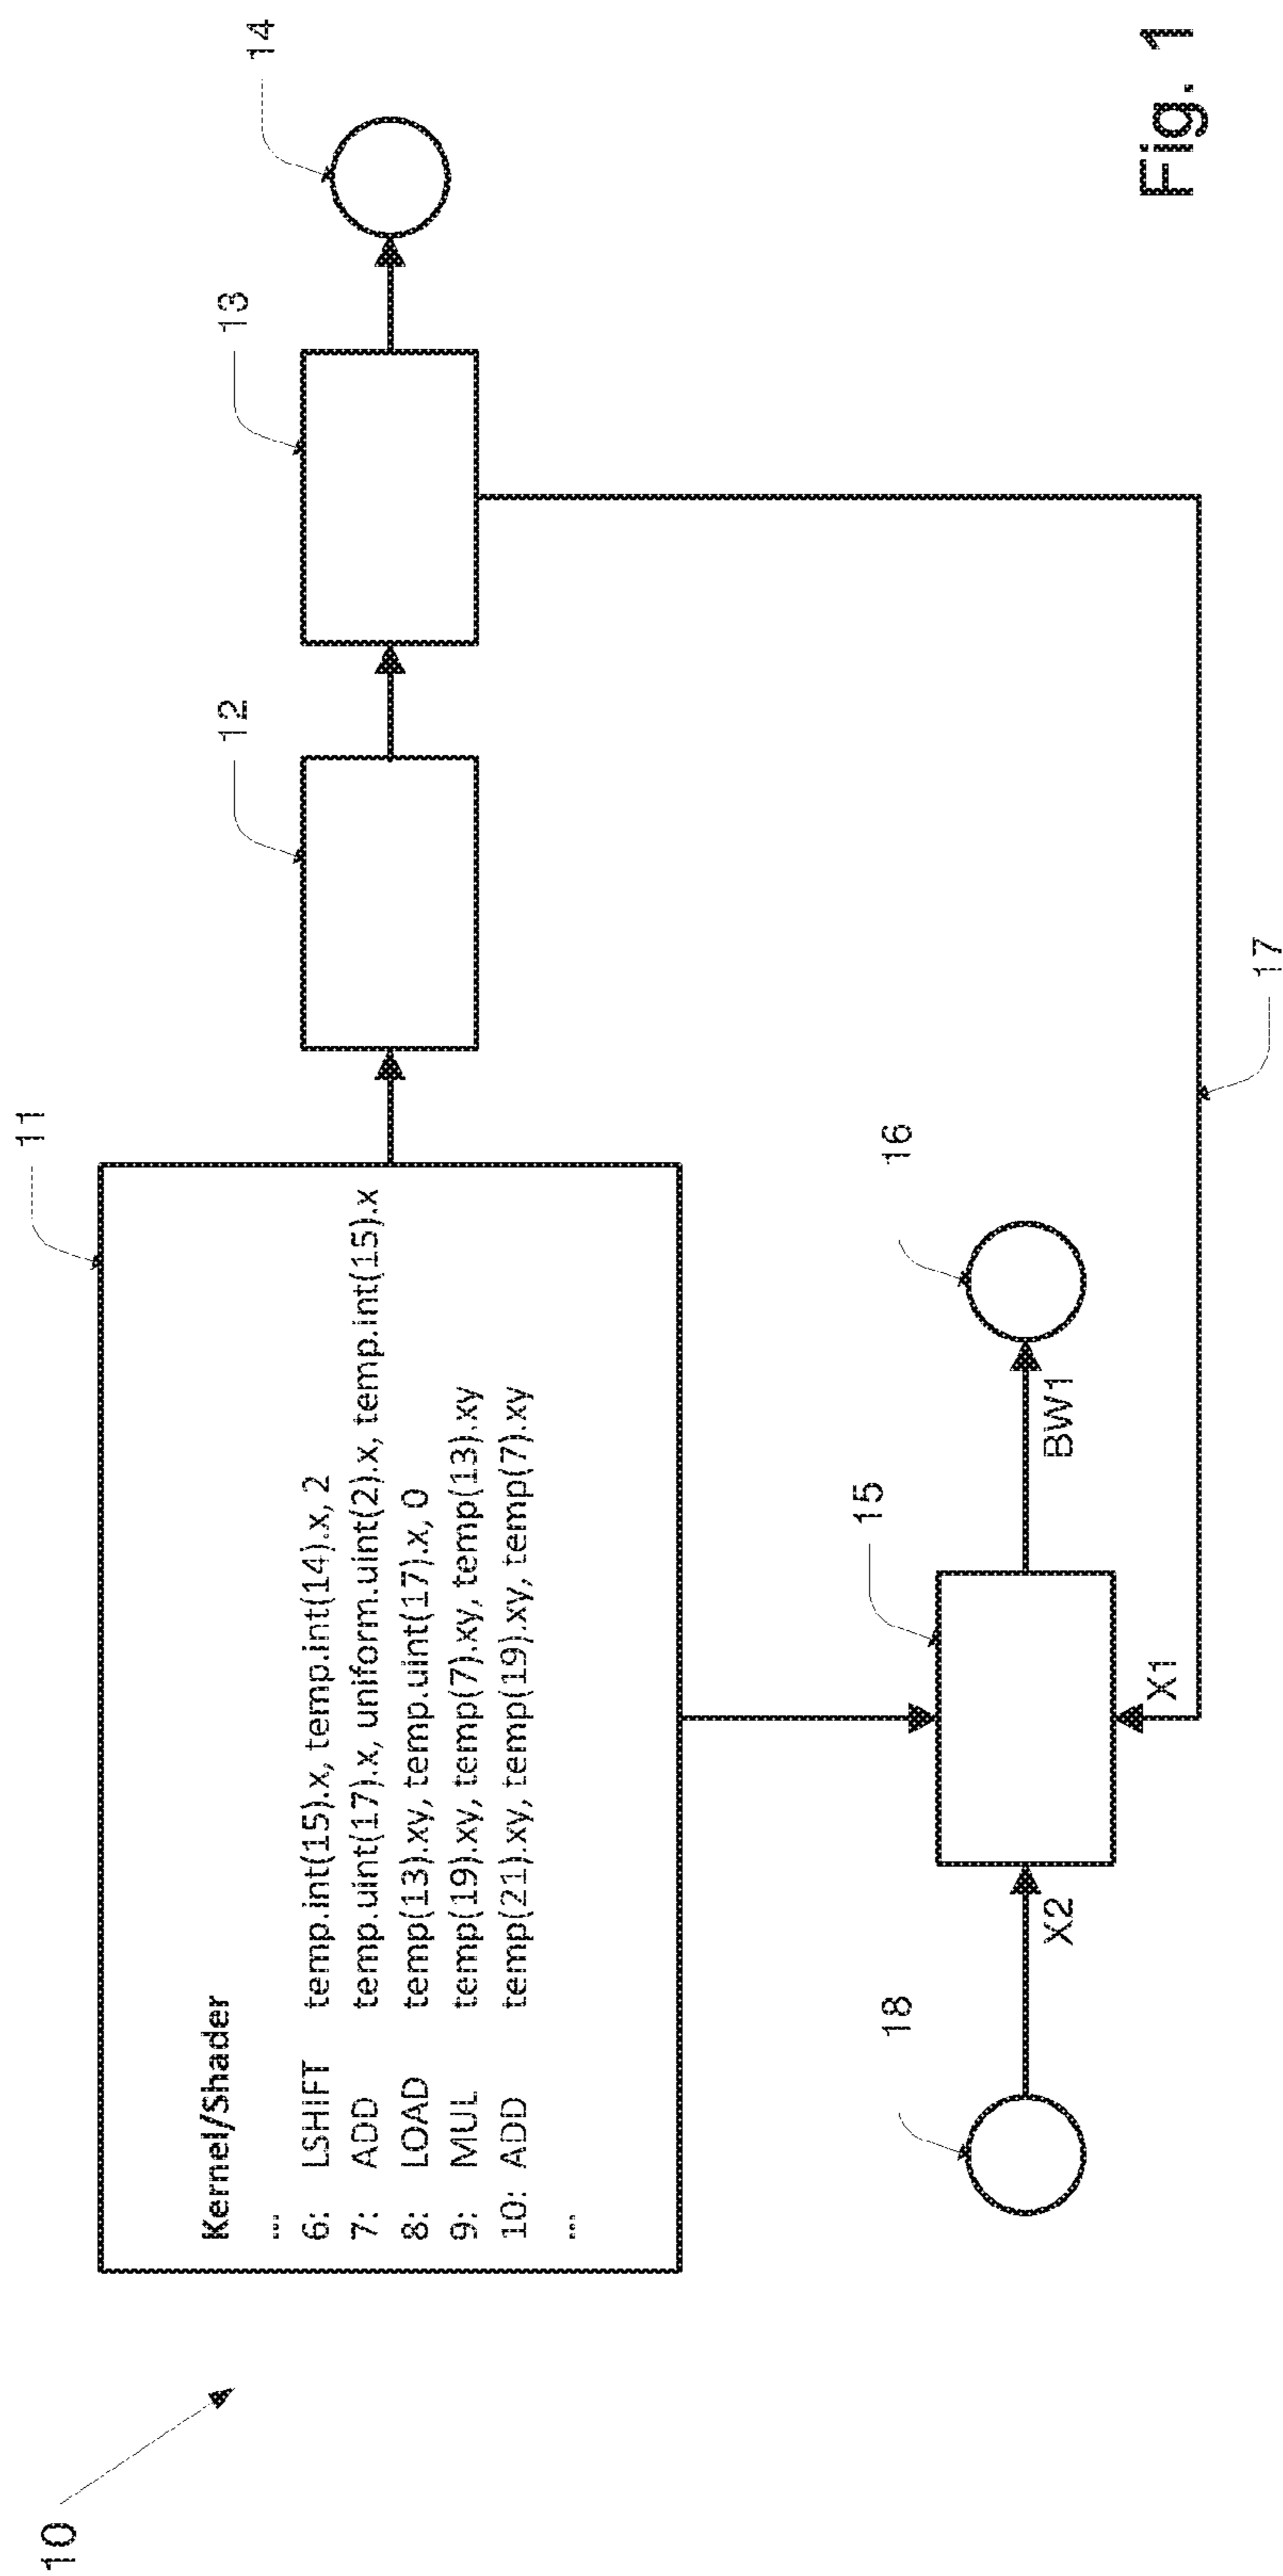 10
11
Kernel/Shader
...
6: LSHIFT temp.int(15).x, temp.int(14).x, 2
7: ADD temp.uint(17).x, uniform.uint(2).x, temp.int(15).x
8: LOAD temp(13).xy, temp.uint(17).x, 0
9: MUL temp(19).xy, temp(7).xy, temp(13).xy
10: ADD temp(21).xy, temp(19).xy, temp(7).xy
...
12
13
14
18
X2
15
X1
BW1
16
17
Fig. 1